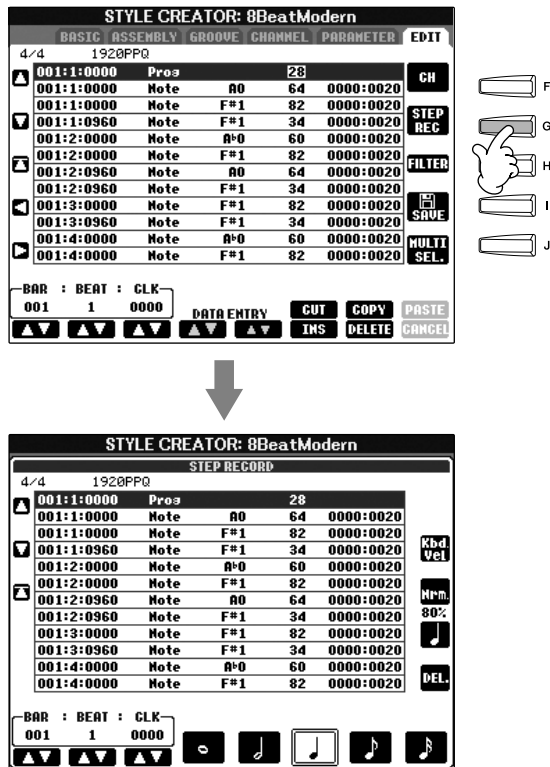 STYLE CREATOR: 8BeatModern
BASIC ASSEMBLY GROOVE CHANNEL PARAMETER EDIT
4/4 1920PPQ
001:1:0000 Prog 28
001:1:0000 Note A0 64 0000:0020
001:1:0000 Note F#1 82 0000:0020
001:1:0960 Note F#1 34 0000:0020
001:2:0000 Note A♭0 60 0000:0020
001:2:0000 Note F#1 82 0000:0020
001:2:0960 Note A0 64 0000:0020
001:2:0960 Note F#1 34 0000:0020
001:3:0000 Note F#1 82 0000:0020
001:3:0960 Note F#1 34 0000:0020
001:4:0000 Note A♭0 60 0000:0020
001:4:0000 Note F#1 82 0000:0020
CH
STEP
REC
FILTER
SAVE
MULTI
SEL.
F
G
H
I
J
BAR : BEAT : CLK
001 1 0000
DATA ENTRY
CUT COPY PASTE
INS DELETE CANCEL
STYLE CREATOR: 8BeatModern
STEP RECORD
4/4 1920PPQ
001:1:0000 Prog 28
001:1:0000 Note A0 64 0000:0020
001:1:0000 Note F#1 82 0000:0020
001:1:0960 Note F#1 34 0000:0020
001:2:0000 Note A♭0 60 0000:0020
001:2:0000 Note F#1 82 0000:0020
001:2:0960 Note A0 64 0000:0020
001:2:0960 Note F#1 34 0000:0020
001:3:0000 Note F#1 82 0000:0020
001:3:0960 Note F#1 34 0000:0020
001:4:0000 Note A♭0 60 0000:0020
001:4:0000 Note F#1 82 0000:0020
Kbd.
Vel
Nrm.
80%
DEL.
BAR : BEAT : CLK
001 1 0000